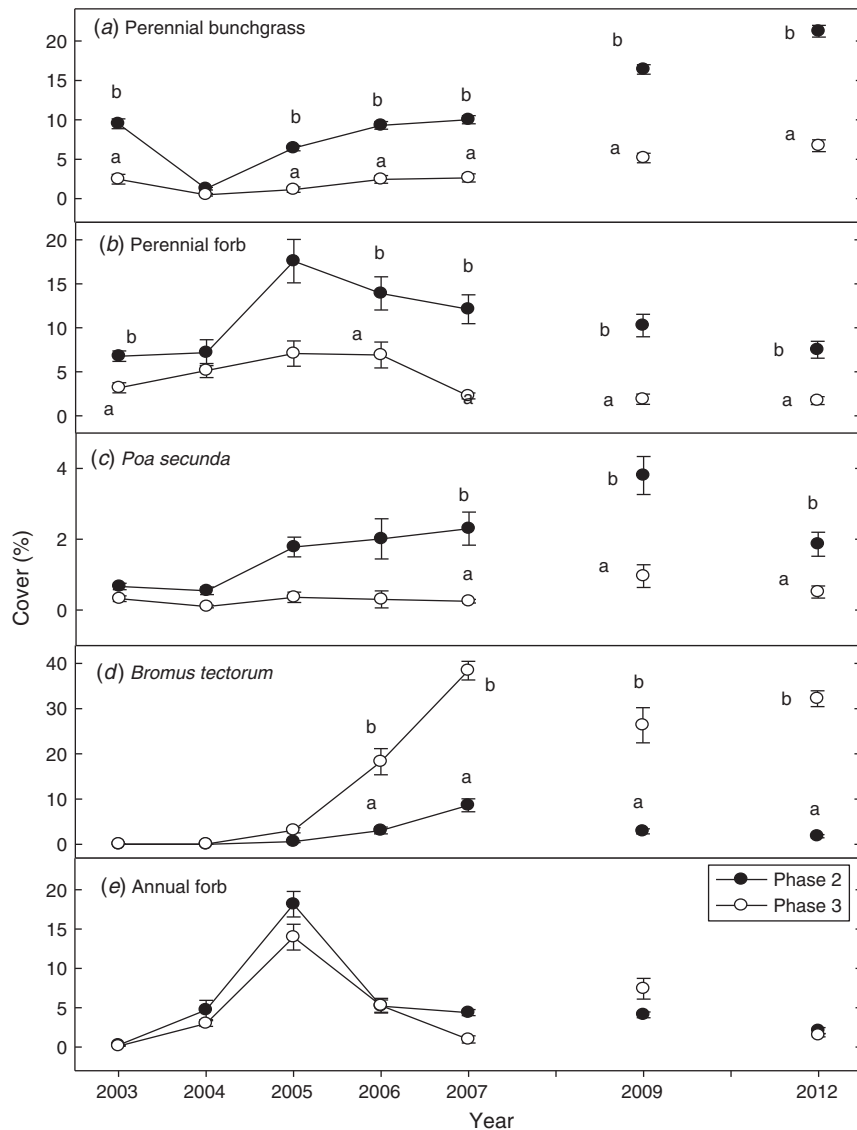 (a) Perennial bunchgrass
20
15
10
5
0
b
a
b
a
b
a
b
a
b
a
b
a
(b) Perennial forb
20
15
10
5
0
b
a
b
a
b
a
b
a
b
a
(c) Poa secunda
4
2
0
b
a
b
a
b
a
Cover (%)
(d) Bromus tectorum
40
30
20
10
0
b
a
b
a
b
a
b
a
(e) Annual forb
20
15
10
5
0
Phase 2
Phase 3
2003 2004 2005 2006 2007 2009 2012
Year